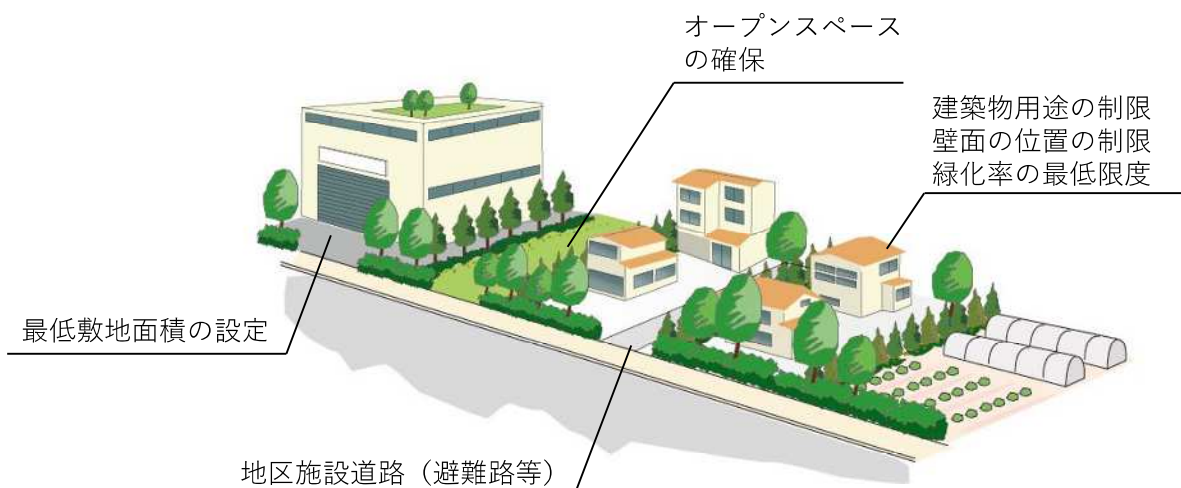 オープンスペース
の確保
建築物用途の制限
壁面の位置の制限
緑化率の最低限度
最低敷地面積の設定
地区施設道路（避難路等）